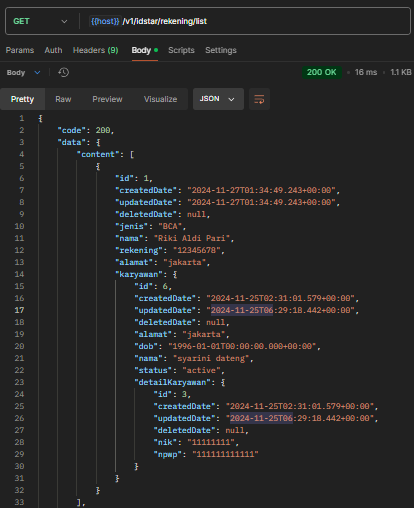 GET {{host}} /v1/idstar/rekening/list
Params Auth Headers (9) Body Scripts Settings
Body 200 OK 16 ms 1.1 KB
Pretty Raw Preview Visualize JSON
1 {
2 "code": 200,
3 "data": {
4 "content": [
5 {
6 "id": 1,
7 "createdDate": "2024-11-27T01:34:49.243+00:00",
8 "updatedDate": "2024-11-27T01:34:49.243+00:00",
9 "deletedDate": null,
10 "jenis": "BCA",
11 "nama": "Riki Aldi Pari",
12 "rekening": "12345678",
13 "alamat": "jakarta",
14 "karyawan": {
15 "id": 6,
16 "createdDate": "2024-11-25T02:31:01.579+00:00",
17 "updatedDate": "2024-11-25T06:29:18.442+00:00",
18 "deletedDate": null,
19 "alamat": "jakarta",
20 "dob": "1996-01-01T00:00:00.000+00:00",
21 "nama": "syarini dateng",
22 "status": "active",
23 "detailKaryawan": {
24 "id": 3,
25 "createdDate": "2024-11-25T02:31:01.579+00:00",
26 "updatedDate": "2024-11-25T06:29:18.442+00:00",
27 "deletedDate": null,
28 "nik": "11111111",
29 "npwp": "111111111111"
30 }
31 }
32 }
33 ],